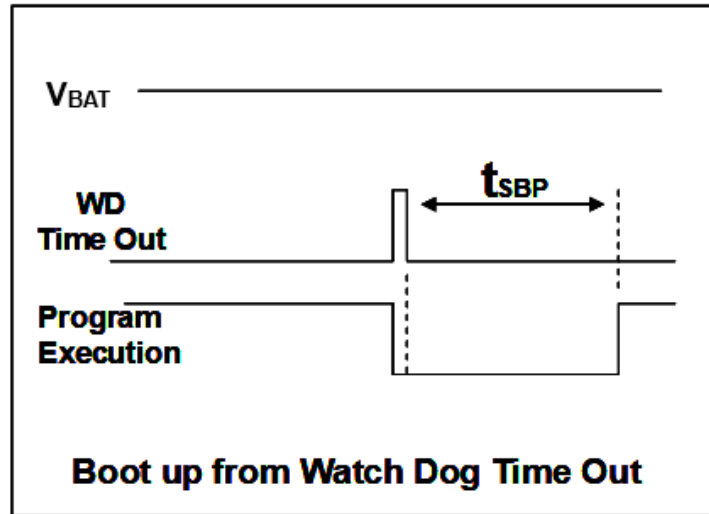 VBAT
tSBP
WD
Time Out
Program
Execution
Boot up from Watch Dog Time Out